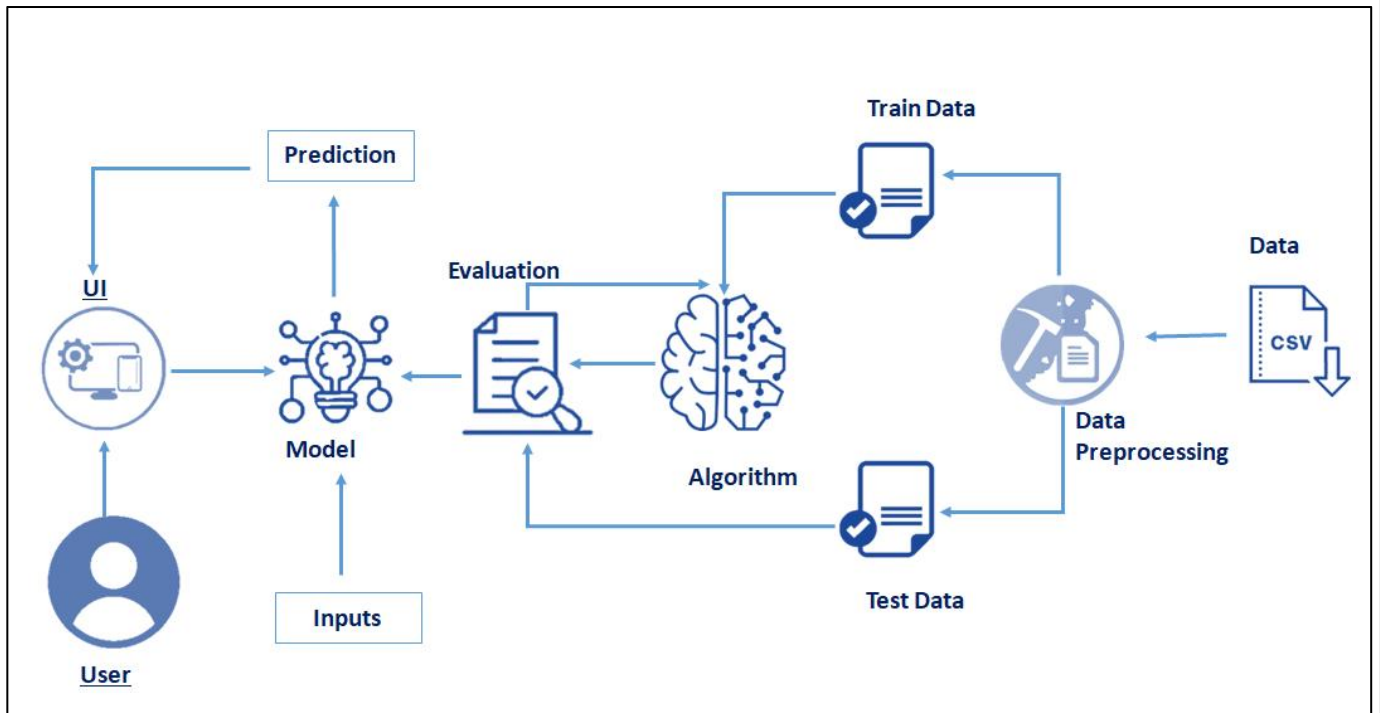 Train Data
Prediction
Data
Evaluation
UI
CSV
Data
Preprocessing
Model
Algorithm
Test Data
Inputs
User